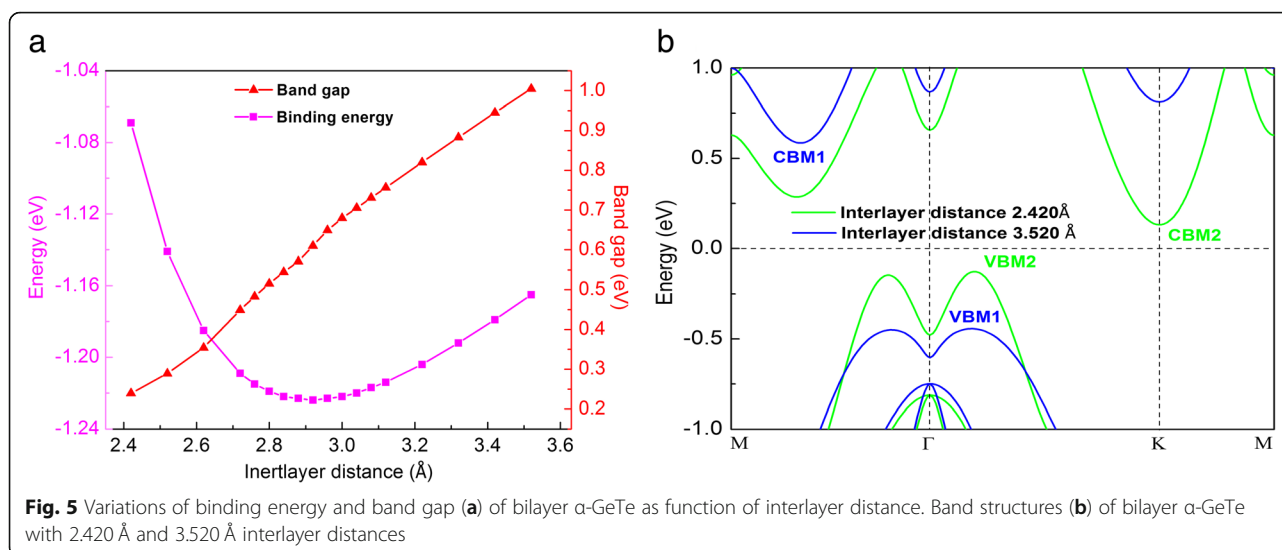 a
b
-1.04
-1.08
-1.12
-1.16
-1.20
-1.24
Energy (eV)
Band gap
Binding energy
1.0
0.9
0.8
0.7
0.6
0.5
0.4
0.3
0.2
Band gap (eV)
2.4 2.6 2.8 3.0 3.2 3.4 3.6
Inertlayer distance (Å)
1.0
0.5
0.0
-0.5
-1.0
Energy (eV)
CBM1
Interlayer distance 2.420Å
Interlayer distance 3.520 Å
CBM2
VBM2
VBM1
M Γ K M
Fig. 5 Variations of binding energy and band gap (a) of bilayer α-GeTe as function of interlayer distance. Band structures (b) of bilayer α-GeTe
with 2.420 Å and 3.520 Å interlayer distances